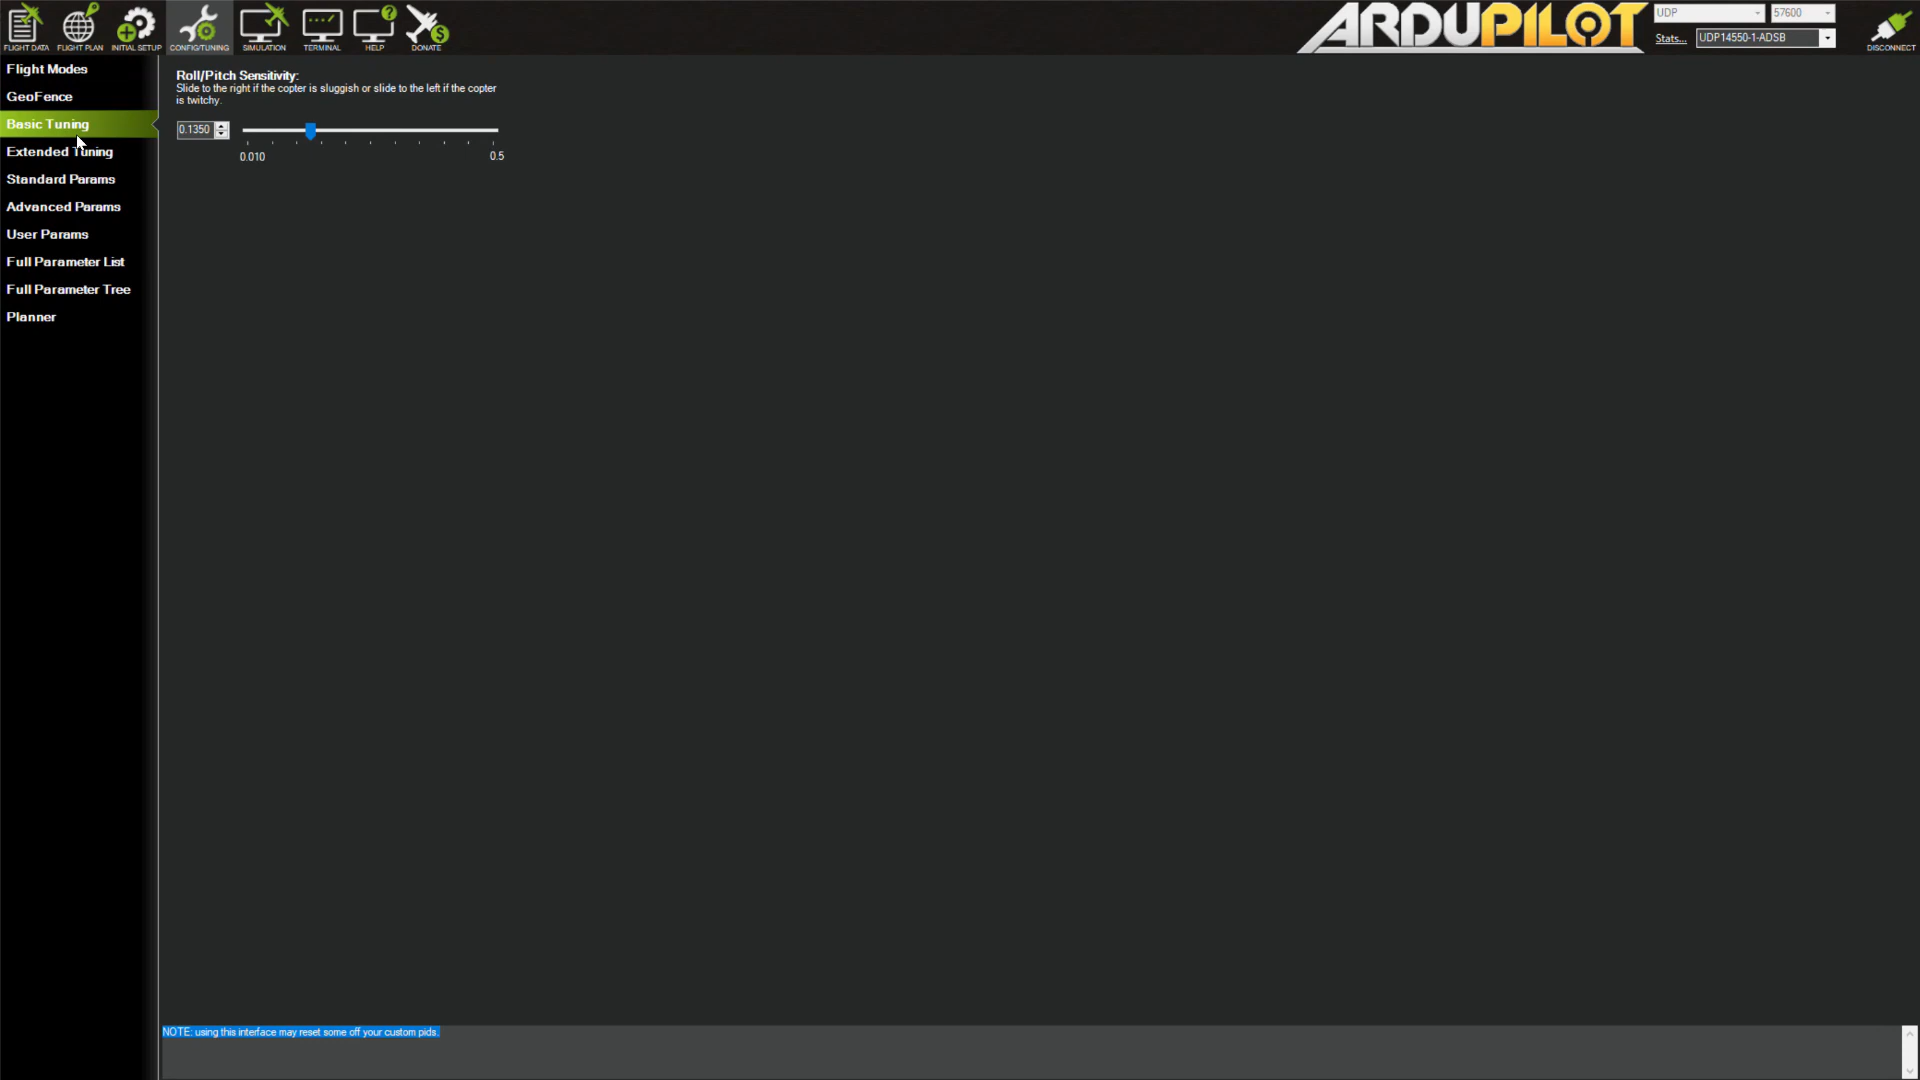 FLIGHT DATA
FLIGHT PLAN
INITIAL SETUP
CONFIG/TUNING
SIMULATION
TERMINAL
HELP
DONATE
ARDUPILOT
UDP
57600
Stats...
UDP14550-1-ADSB
DISCONNECT
Flight Modes
GeoFence
Basic Tuning
Extended Tuning
Standard Params
Advanced Params
User Params
Full Parameter List
Full Parameter Tree
Planner
Roll/Pitch Sensitivity:
Slide to the right if the copter is sluggish or slide to the left if the copter
is twitchy.
0.1350
0.010
0.5
NOTE: using this interface may reset some off your custom pids.